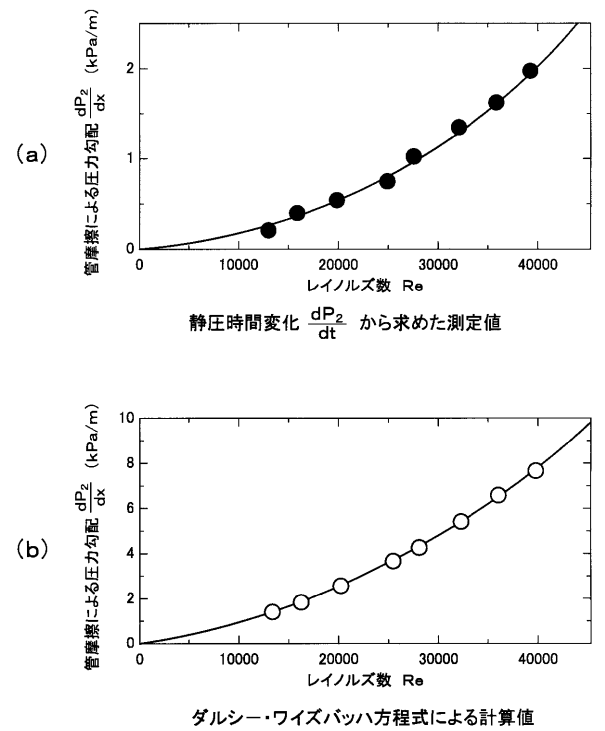 (a)
管摩擦による圧力勾配 dP2/dx (kPa/m)
2
1
0
0 10000 20000 30000 40000
レイノルズ数 Re
静圧時間変化 dP2/dt から求めた測定値
(b)
管摩擦による圧力勾配 dP2/dx (kPa/m)
10
8
6
4
2
0
0 10000 20000 30000 40000
レイノルズ数 Re
ダルシー・ワイズバッハ方程式による計算値